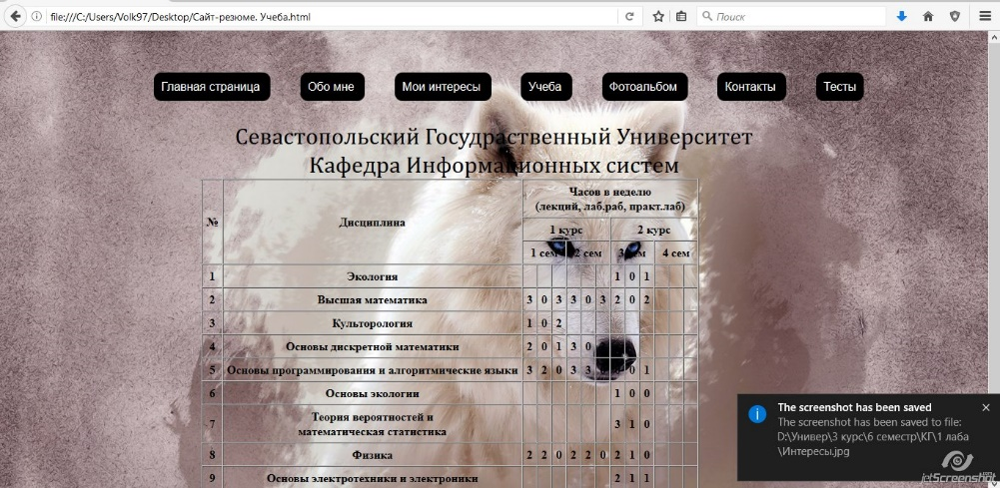 file:///C:/Users/Volk97/Desktop/Сайт-резюме. Учеба.html
Поиск
Главная страница Обо мне Мои интересы Учеба Фотоальбом Контакты Тесты
Севастопольский Госудраственный Университет
Кафедра Информационных систем
№ Дисциплина Часов в неделю
(лекций, лаб.раб, практ.лаб)
1 курс 2 курс
1 сем 2 сем 3 сем 4 сем
1 Экология 1 0 1
2 Высшая математика 3 0 3 3 0 3 2 0 2
3 Культорология 1 0 2
4 Основы дискретной математики 2 0 1 3 0
5 Основы программирования и алгоритмические языки 3 2 0 3 3 0 1
6 Основы экологии 1 0 0
7 Теория вероятностей и
математическая статистика 3 1 0
8 Физика 2 2 0 2 2 0 2 1 0
9 Основы электротехники и электроники 2 1 1
The screenshot has been saved
The screenshot has been saved to file:
D:\Универ\3 курс\6 семестр\КГ\1 лаба
\Интересы.jpg
jetScreenshot